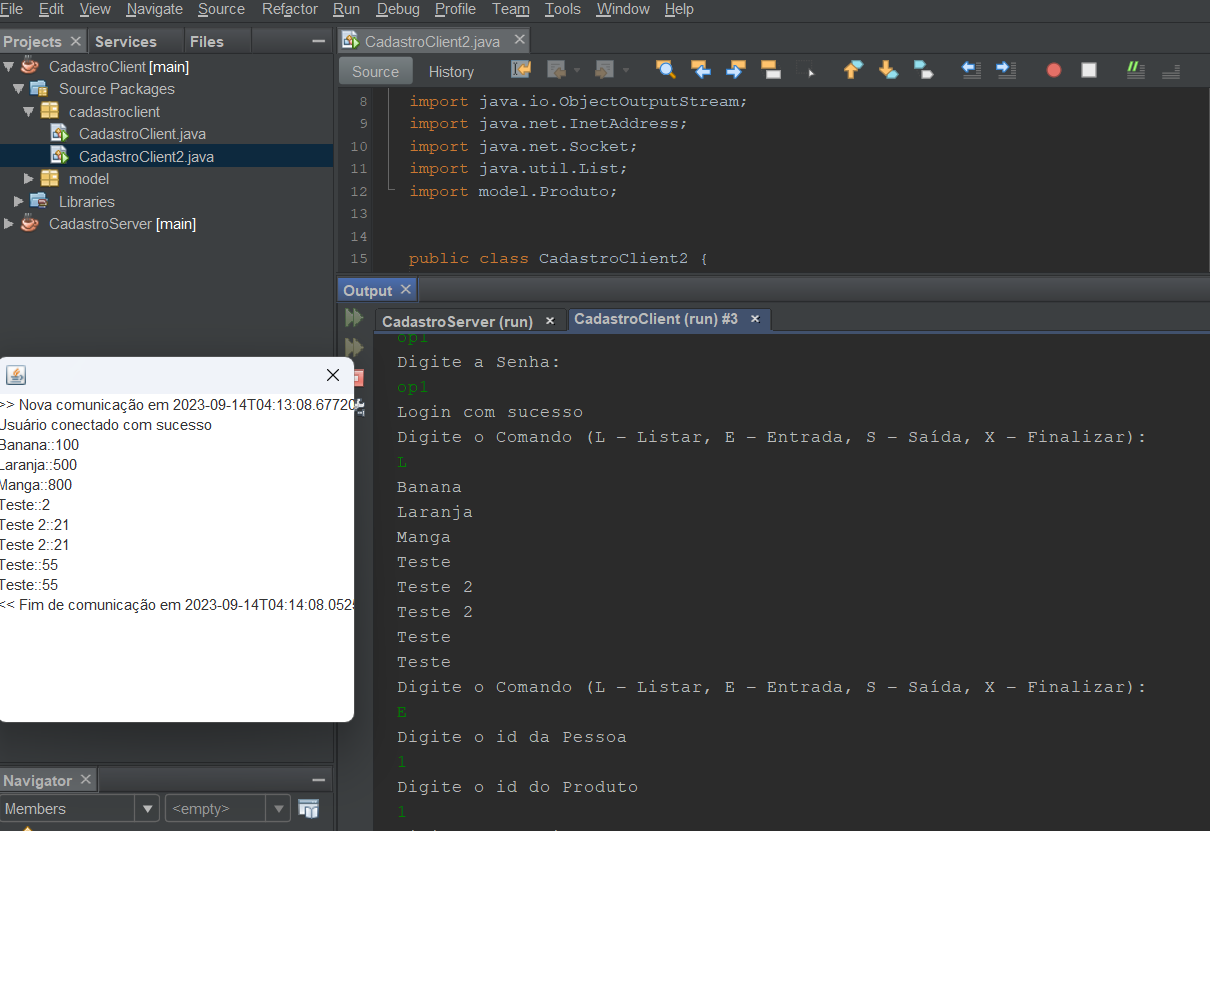 File Edit View Navigate Source Refactor Run Debug Profile Team Tools Window Help
Projects Services Files
CadastroClient [main]
Source Packages
cadastroclient
CadastroClient.java
CadastroClient2.java
model
Libraries
CadastroServer [main]
CadastroClient2.java
Source History
8 import java.io.ObjectOutputStream;
9 import java.net.InetAddress;
10 import java.net.Socket;
11 import java.util.List;
12 import model.Produto;
13
14
15 public class CadastroClient2 {
Output
CadastroServer (run) CadastroClient (run) #3
op1
Digite a Senha:
op1
Login com sucesso
Digite o Comando (L – Listar, E – Entrada, S – Saída, X – Finalizar):
L
Banana
Laranja
Manga
Teste
Teste 2
Teste 2
Teste
Teste
Digite o Comando (L – Listar, E – Entrada, S – Saída, X – Finalizar):
E
Digite o id da Pessoa
1
Digite o id do Produto
1
>> Nova comunicação em 2023-09-14T04:13:08.67720
Usuário conectado com sucesso
Banana::100
Laranja::500
Manga::800
Teste::2
Teste 2::21
Teste 2::21
Teste::55
Teste::55
<< Fim de comunicação em 2023-09-14T04:14:08.0525
Navigator
Members <empty>